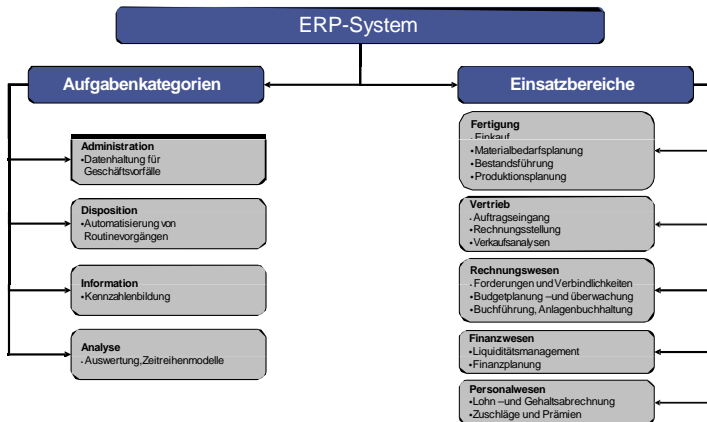 ERP-System
Aufgabenkategorien
Administration
•Datenhaltung für
Geschäftsvorfälle
Disposition
•Automatisierung von
Routinevorgängen
Information
•Kennzahlenbildung
Analyse
•Auswertung,Zeitreihenmodelle
Einsatzbereiche
Fertigung
•Einkauf
•Materialbedarfsplanung
•Bestandsführung
•Produktionsplanung
Vertrieb
•Auftragseingang
•Rechnungsstellung
•Verkaufsanalysen
Rechnungswesen
•Forderungen und Verbindlichkeiten
•Budgetplanung –und überwachung
•Buchführung, Anlagenbuchhaltung
Finanzwesen
•Liquiditätsmanagement
•Finanzplanung
Personalwesen
•Lohn –und Gehaltsabrechnung
•Zuschläge und Prämien